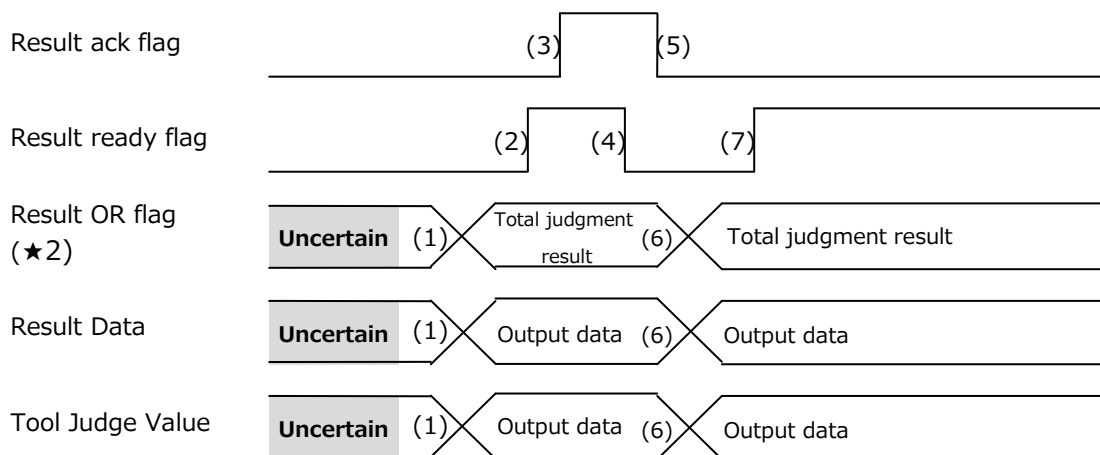 Result ack flag
(3)
(5)
Result ready flag
(2)
(4)
(7)
Result OR flag
(★2)
Uncertain
(1)
Total judgment
result
(6)
Total judgment result
Result Data
Uncertain
(1)
Output data
(6)
Output data
Tool Judge Value
Uncertain
(1)
Output data
(6)
Output data